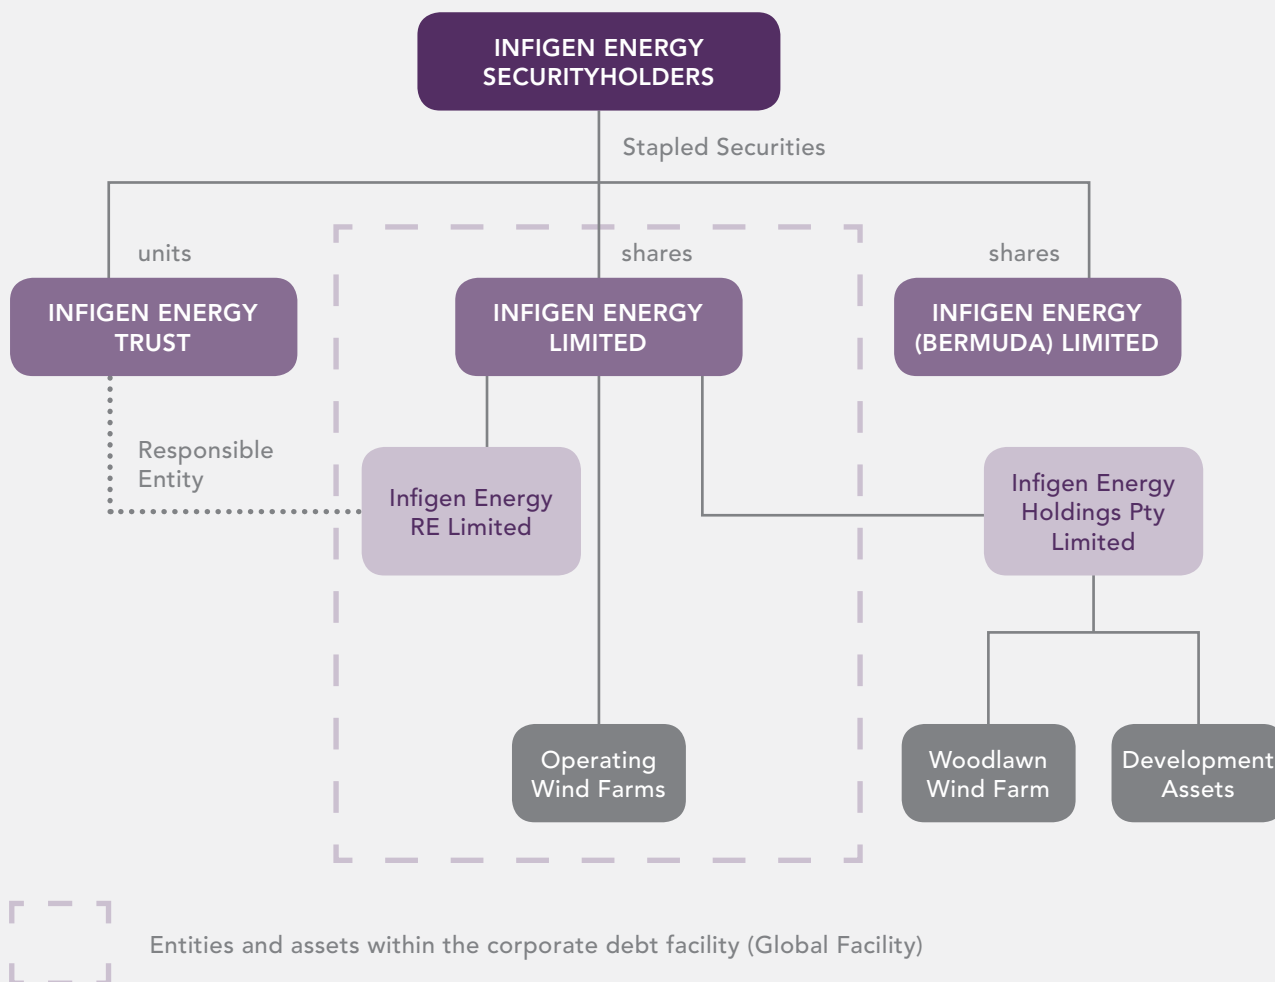 INFIGEN ENERGY
SECURITYHOLDERS
Stapled Securities
units
shares
shares
INFIGEN ENERGY
TRUST
INFIGEN ENERGY
LIMITED
INFIGEN ENERGY
(BERMUDA) LIMITED
Responsible
Entity
Infigen Energy
RE Limited
Infigen Energy
Holdings Pty
Limited
Operating
Wind Farms
Woodlawn
Wind Farm
Development
Assets
Entities and assets within the corporate debt facility (Global Facility)